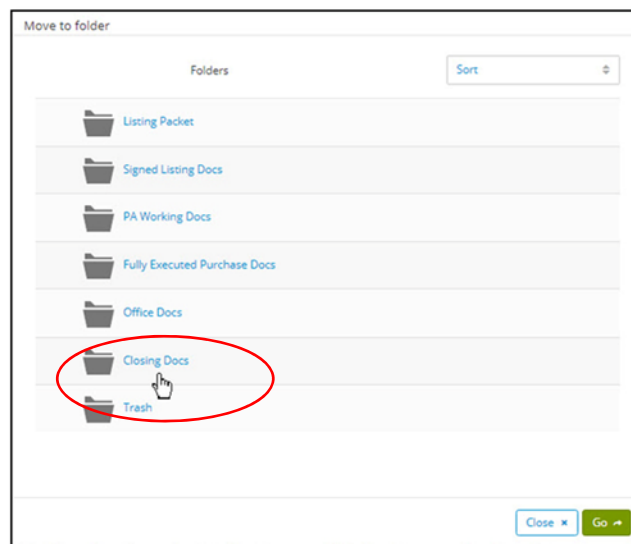 Move to folder
Folders
Sort
Listing Packet
Signed Listing Docs
PA Working Docs
Fully Executed Purchase Docs
Office Docs
Closing Docs
Trash
Close ×
Go